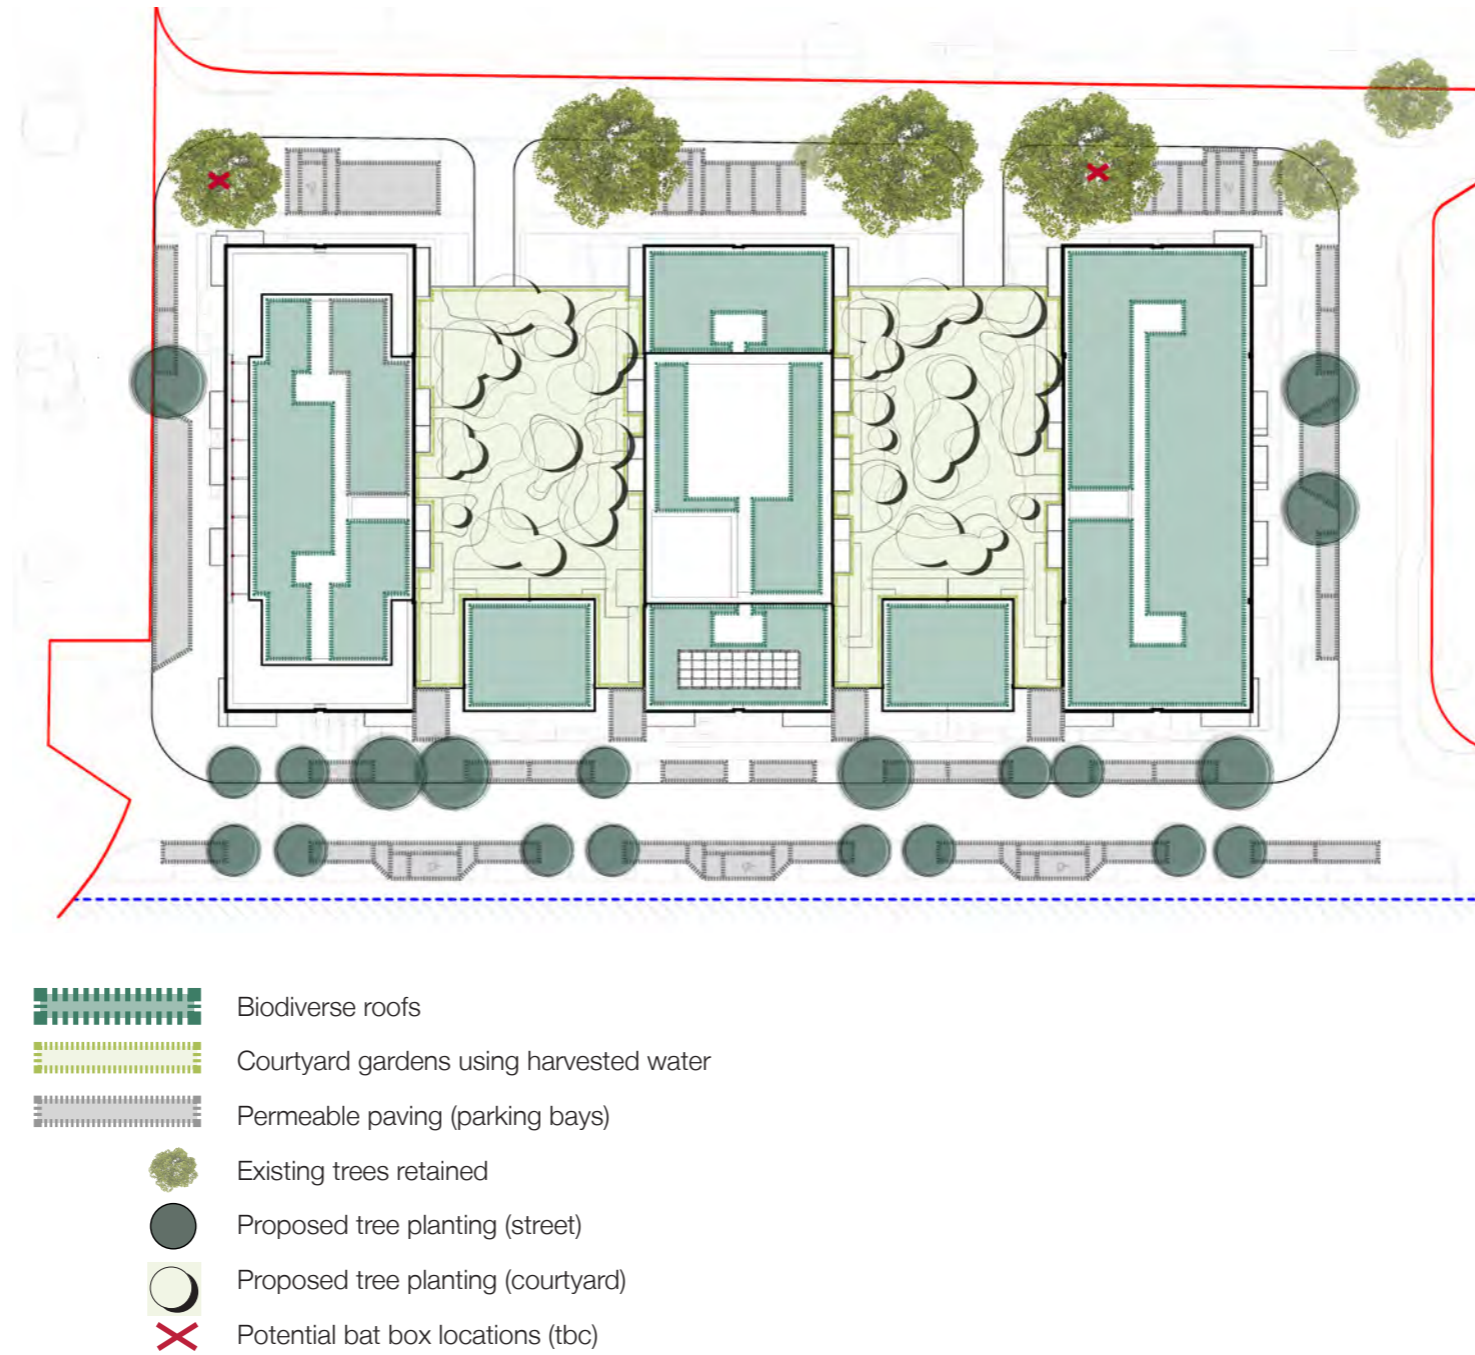 Biodiverse roofs
Courtyard gardens using harvested water
Permeable paving (parking bays)
Existing trees retained
Proposed tree planting (street)
Proposed tree planting (courtyard)
Potential bat box locations (tbc)